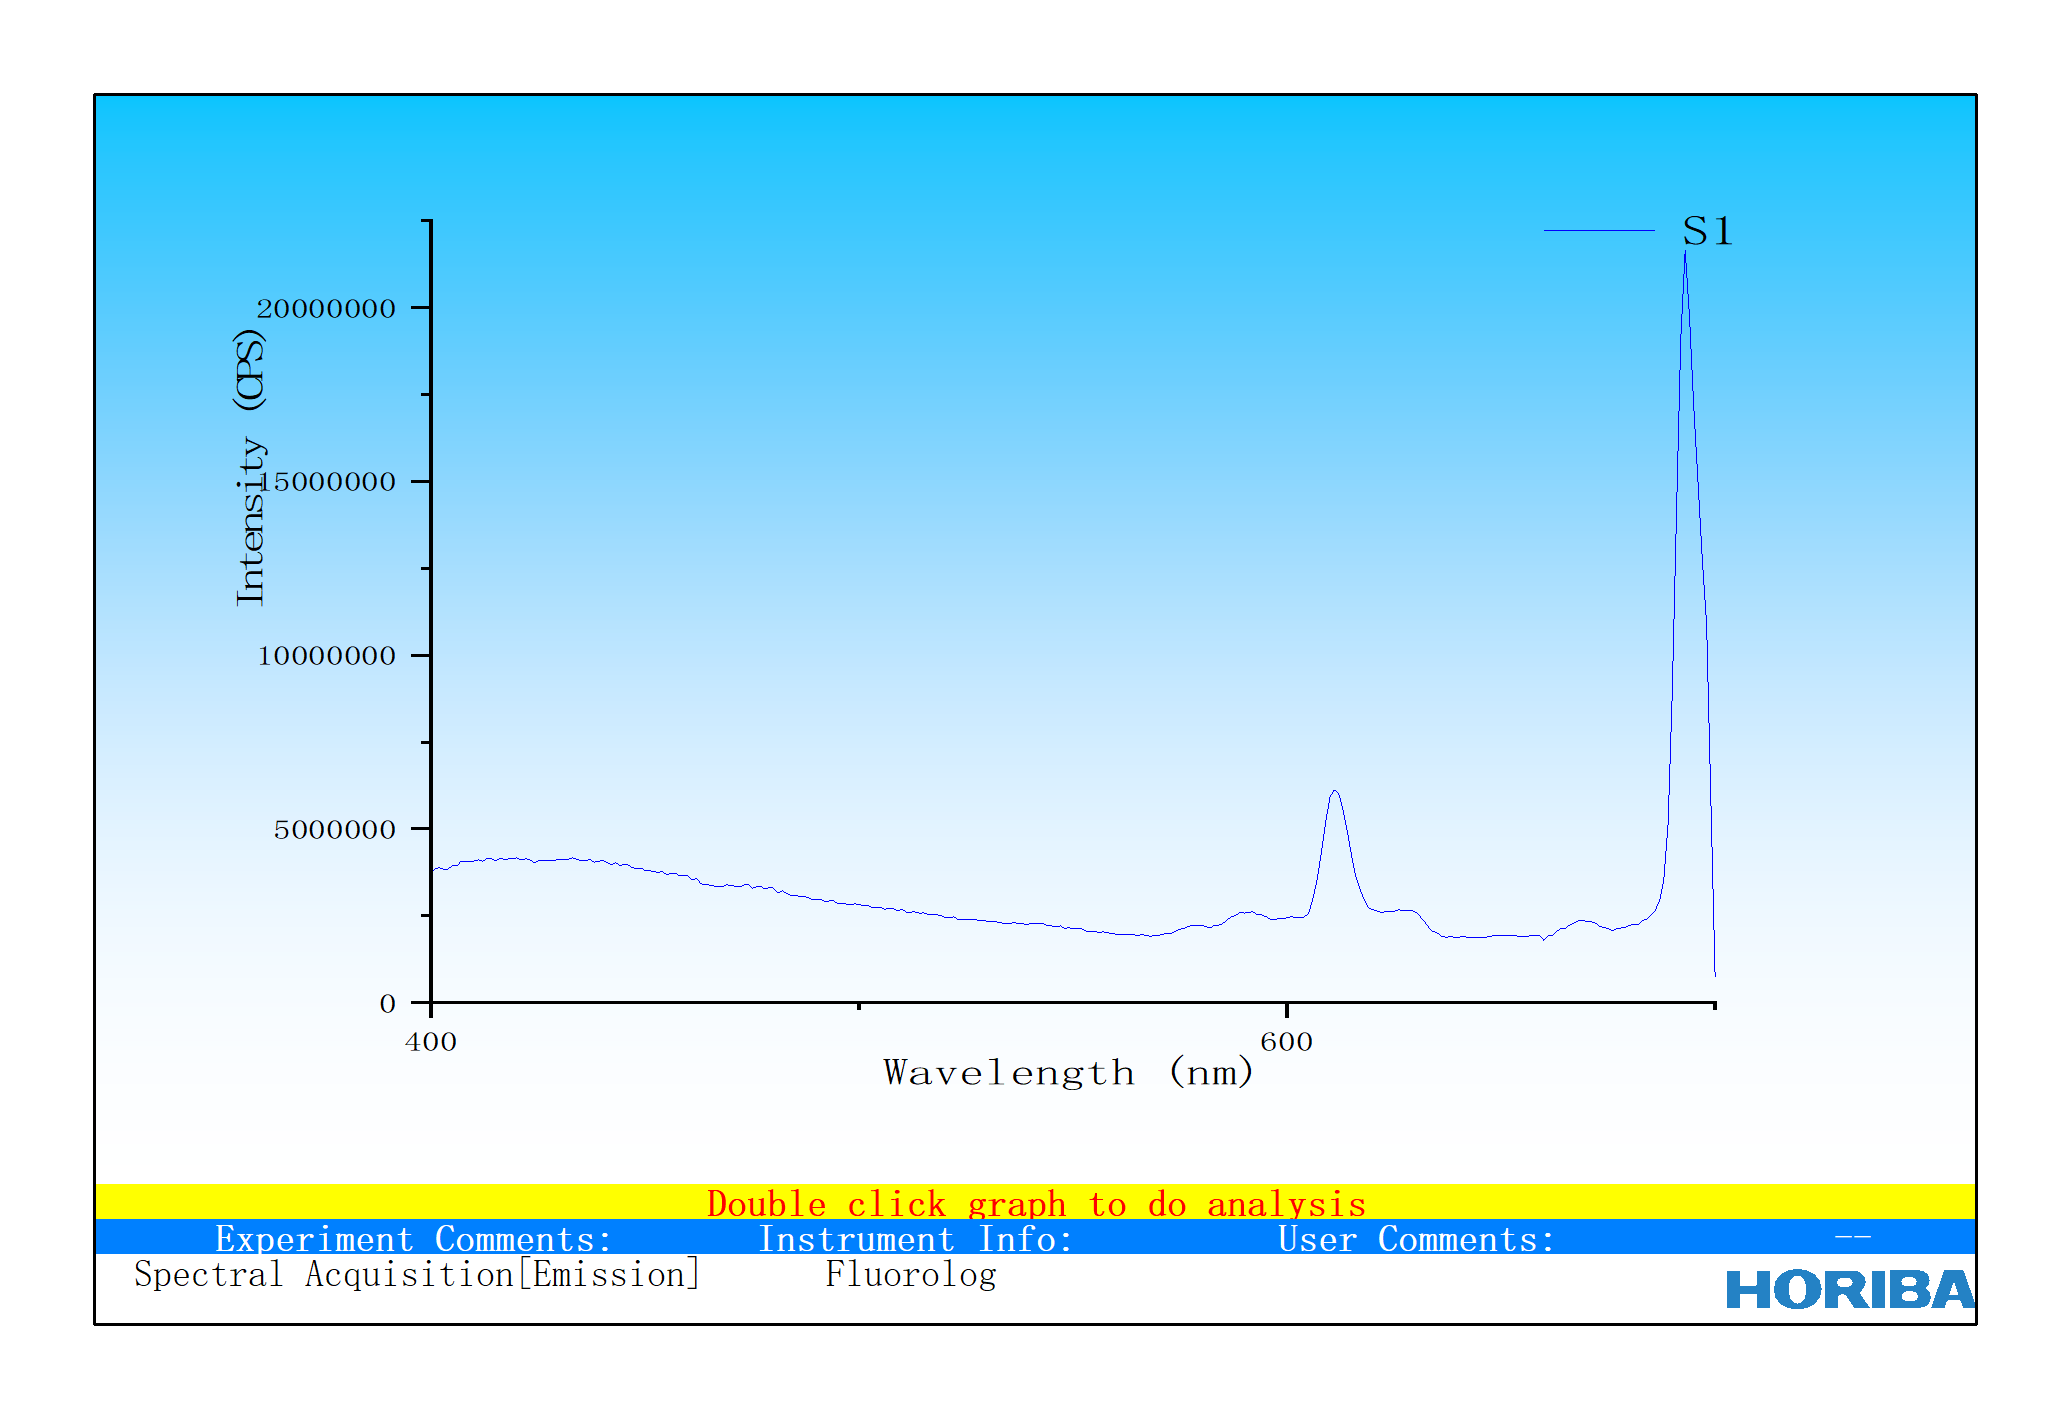 S1
20000000
15000000
10000000
5000000
0
Intensity (CPS)
400
600
Wavelength (nm)
Double click graph to do analysis
Experiment Comments: Instrument Info: User Comments: --
Spectral Acquisition[Emission] Fluorolog
HORIBA